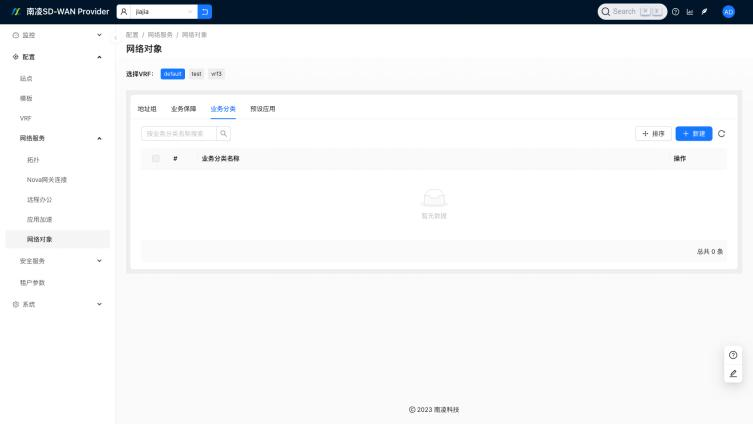 南凌SD-WAN Provider
jiajia
Search
AD
监控
配置
站点
模板
VRF
网络服务
拓扑
Nova网关连接
远程办公
应用加速
网络对象
安全服务
租户参数
系统
配置 / 网络服务 / 网络对象
网络对象
选择VRF: default test vrf3
地址组 业务保障 业务分类 预设应用
按业务分类名称搜索
排序 新建
# 业务分类名称 操作
暂无数据
总共 0 条
© 2023 南凌科技